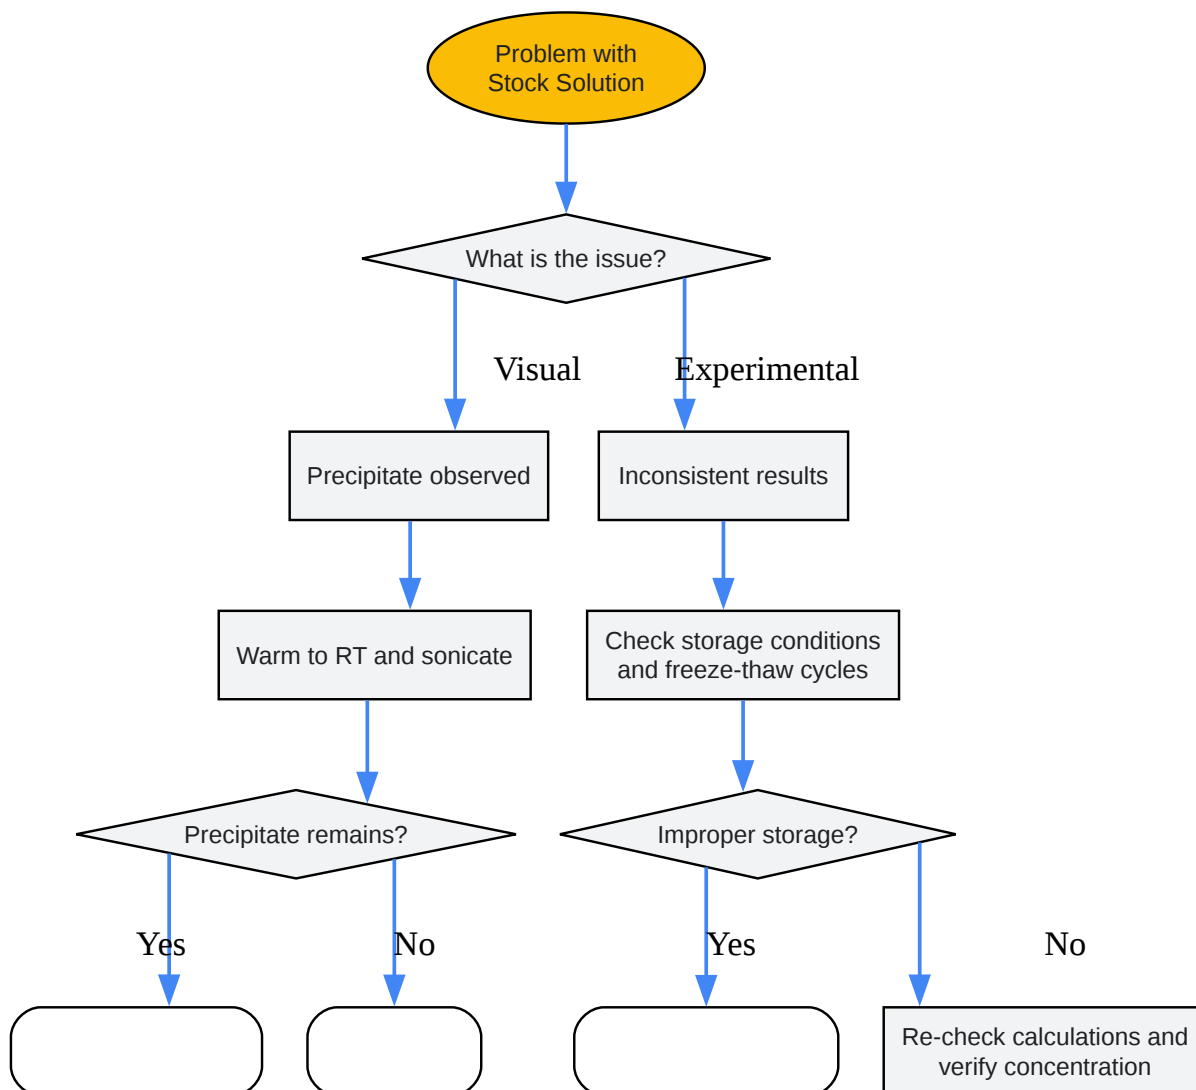 Problem with
Stock Solution
What is the issue?
Visual
Experimental
Precipitate observed
Inconsistent results
Warm to RT and sonicate
Check storage conditions
and freeze-thaw cycles
Precipitate remains?
Improper storage?
Yes
No
Yes
No
Re-check calculations and
verify concentration